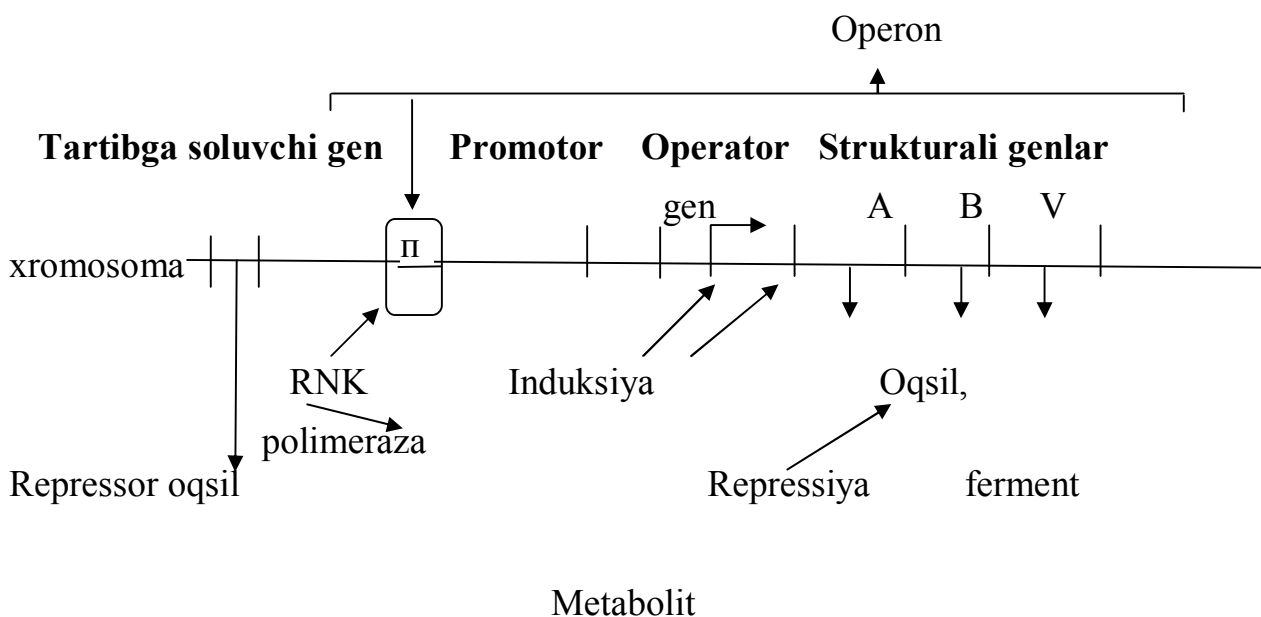 Operon
Tartibga soluvchi gen Promotor Operator Strukturali genlar
gen A B V
xromosoma п
RNK Induksiya Oqsil,
polimeraza
Repressor oqsil Repressiya ferment
Metabolit